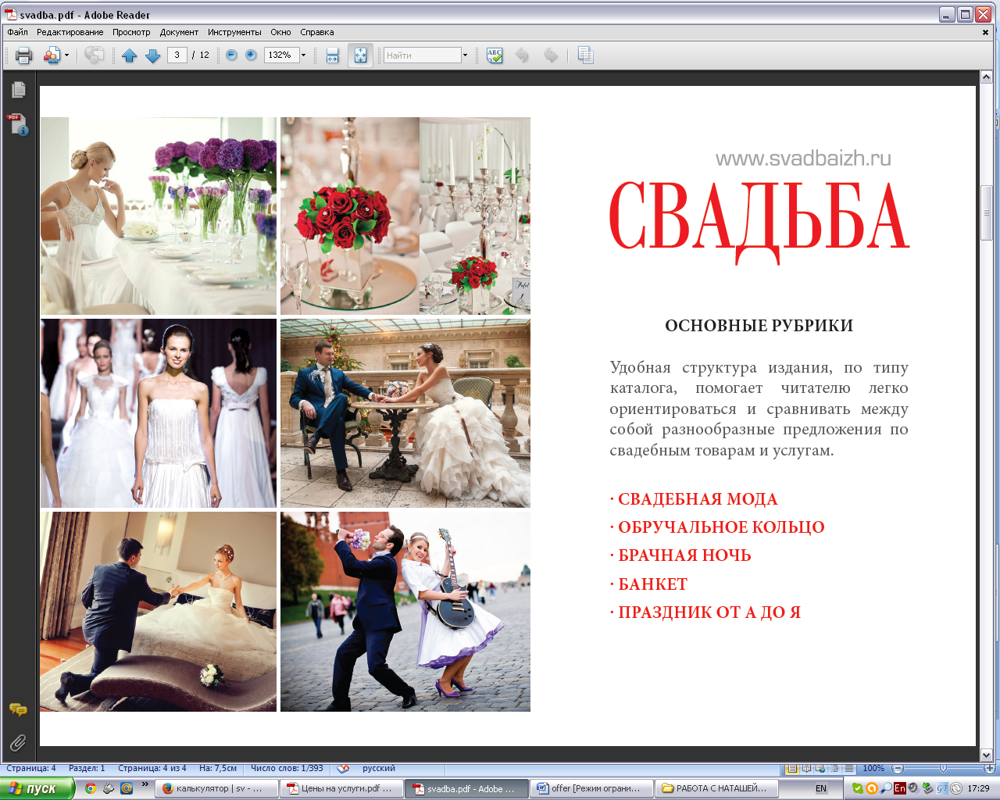 svadba.pdf - Adobe Reader
Файл Редактирование Просмотр Документ Инструменты Окно Справка
3 / 12 132% Найти
www.svadbaizh.ru
СВАДЬБА
ОСНОВНЫЕ РУБРИКИ
Удобная структура издания, по типу
каталога, помогает читателю легко
ориентироваться и сравнивать между
собой разнообразные предложения по
свадебным товарам и услугам.
· СВАДЕБНАЯ МОДА
· ОБРУЧАЛЬНОЕ КОЛЬЦО
· БРАЧНАЯ НОЧЬ
· БАНКЕТ
· ПРАЗДНИК ОТ А ДО Я
Страница: 4 Раздел: 1 Страница: 4 из 4 На: 7,5см Число слов: 1/393 русский 100%
пуск калькулятор | sv - ... Цены на услуги.pdf ... svadba.pdf - Adobe ... offer [Режим ограни... РАБОТА С НАТАШЕЙ... EN En 17:29